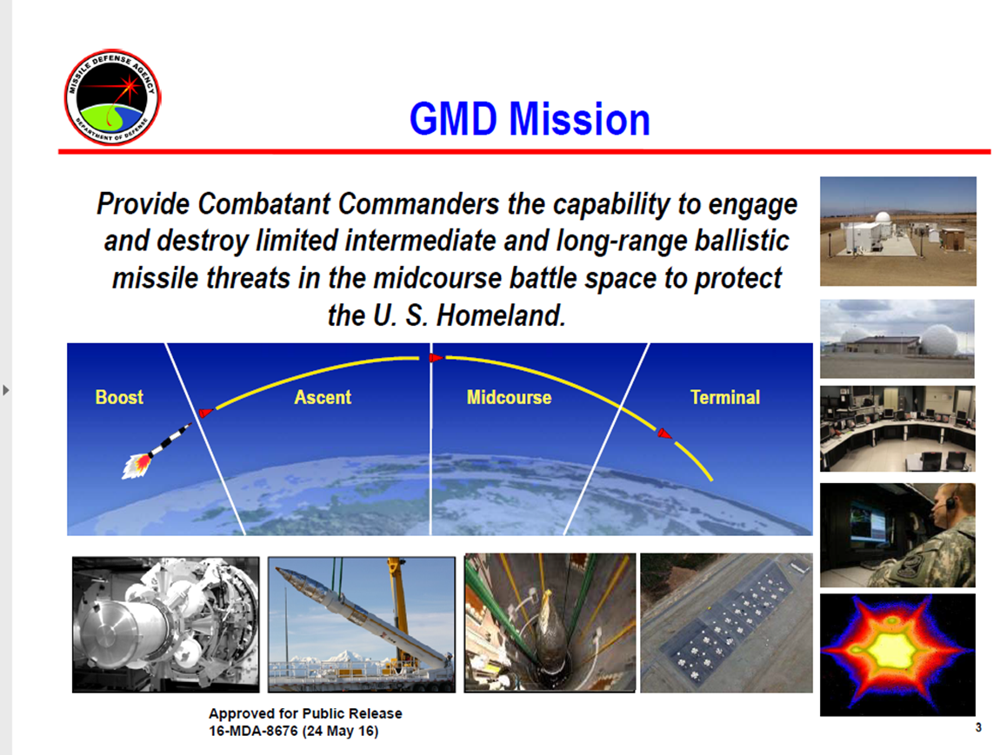 MISSILE DEFENSE AGENCY
DEPARTMENT OF DEFENSE
GMD Mission
Provide Combatant Commanders the capability to engage
and destroy limited intermediate and long-range ballistic
missile threats in the midcourse battle space to protect
the U. S. Homeland.
Boost
Ascent
Midcourse
Terminal
Approved for Public Release
16-MDA-8676 (24 May 16)
3